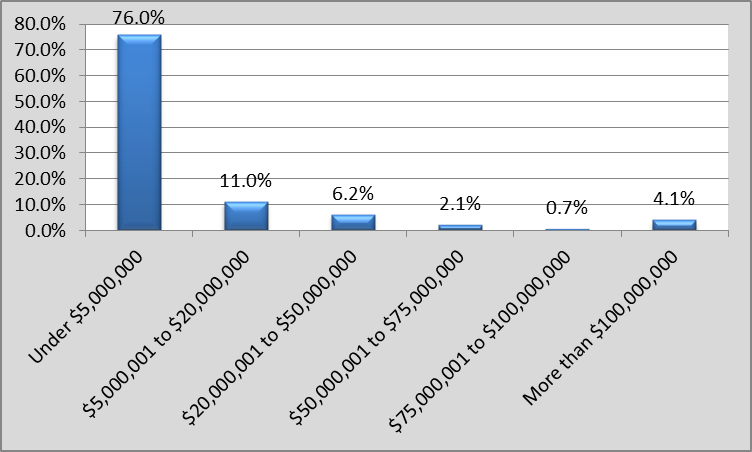 80.0%
70.0%
60.0%
50.0%
40.0%
30.0%
20.0%
10.0%
0.0%
76.0%
11.0%
6.2%
2.1%
0.7%
4.1%
Under $5,000,000
$5,000,001 to $20,000,000
$20,000,001 to $50,000,000
$50,000,001 to $75,000,000
$75,000,001 to $100,000,000
More than $100,000,000